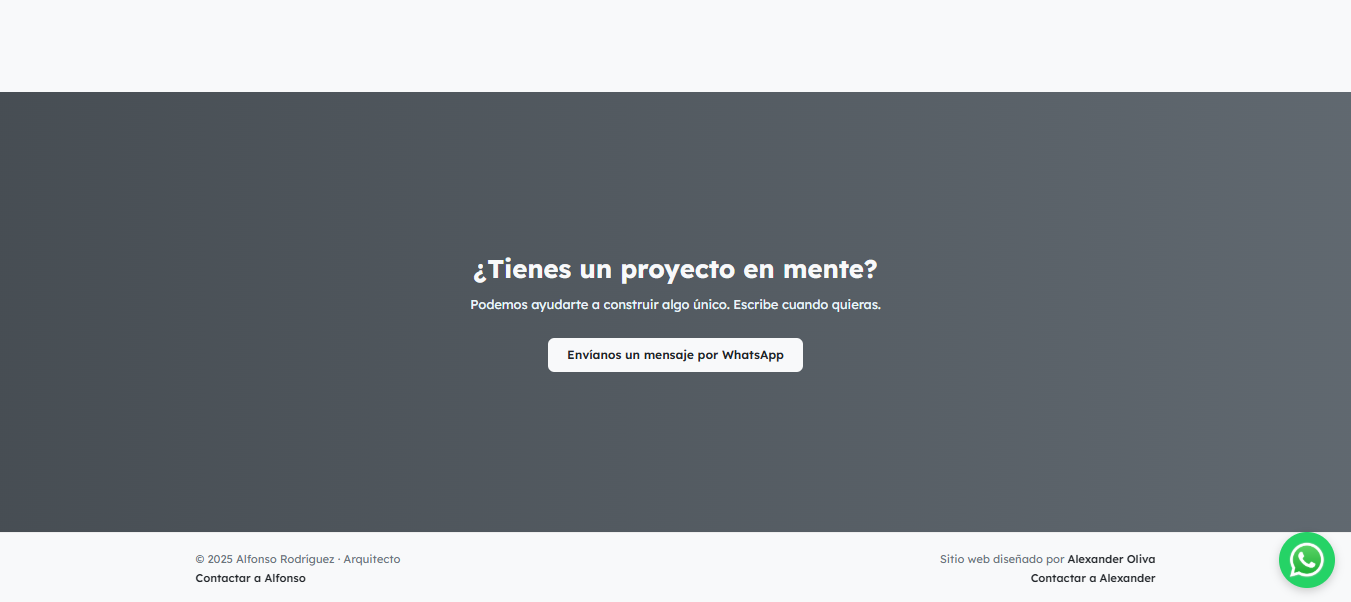 ¿Tienes un proyecto en mente?
Podemos ayudarte a construir algo único. Escribe cuando quieras.
Envíanos un mensaje por WhatsApp
© 2025 Alfonso Rodríguez · Arquitecto
Contactar a Alfonso
Sitio web diseñado por Alexander Oliva
Contactar a Alexander